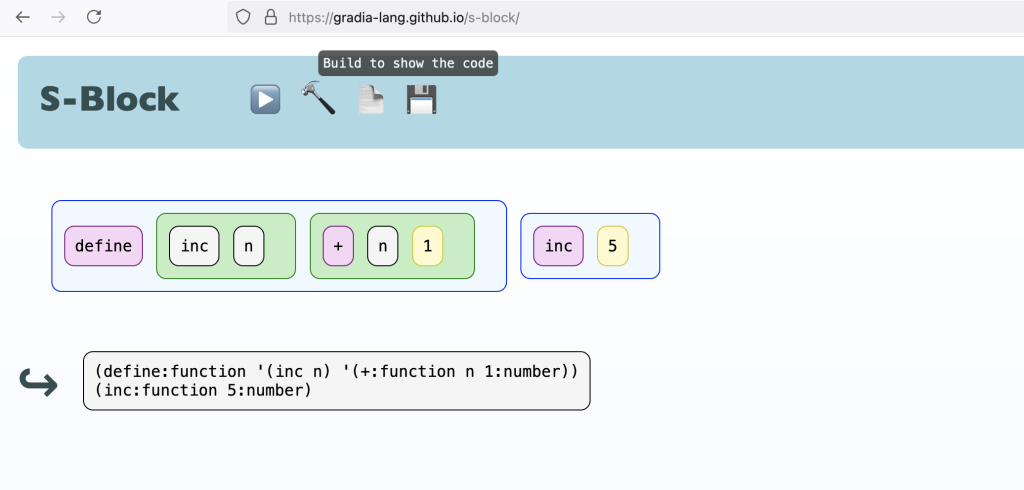 https://gradia-lang.github.io/s-block/
Build to show the code
S-Block
define inc n + n 1 inc 5
(define:function '(inc n) '(+:function n 1:number))
(inc:function 5:number)